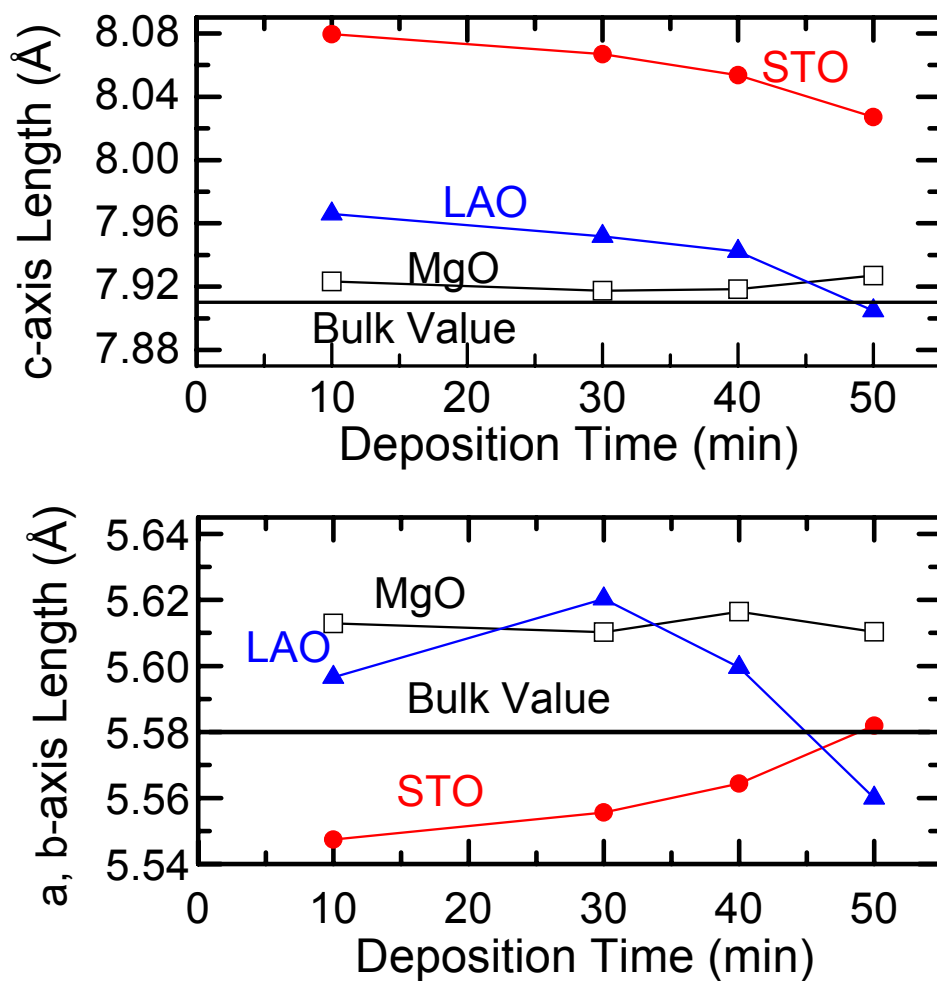 c-axis Length (Å)
8.08
8.04
8.00
7.96
7.92
7.88
STO
LAO
MgO
Bulk Value
0 10 20 30 40 50
Deposition Time (min)
a, b-axis Length (Å)
5.64
5.62
5.60
5.58
5.56
5.54
MgO
LAO
Bulk Value
STO
0 10 20 30 40 50
Deposition Time (min)